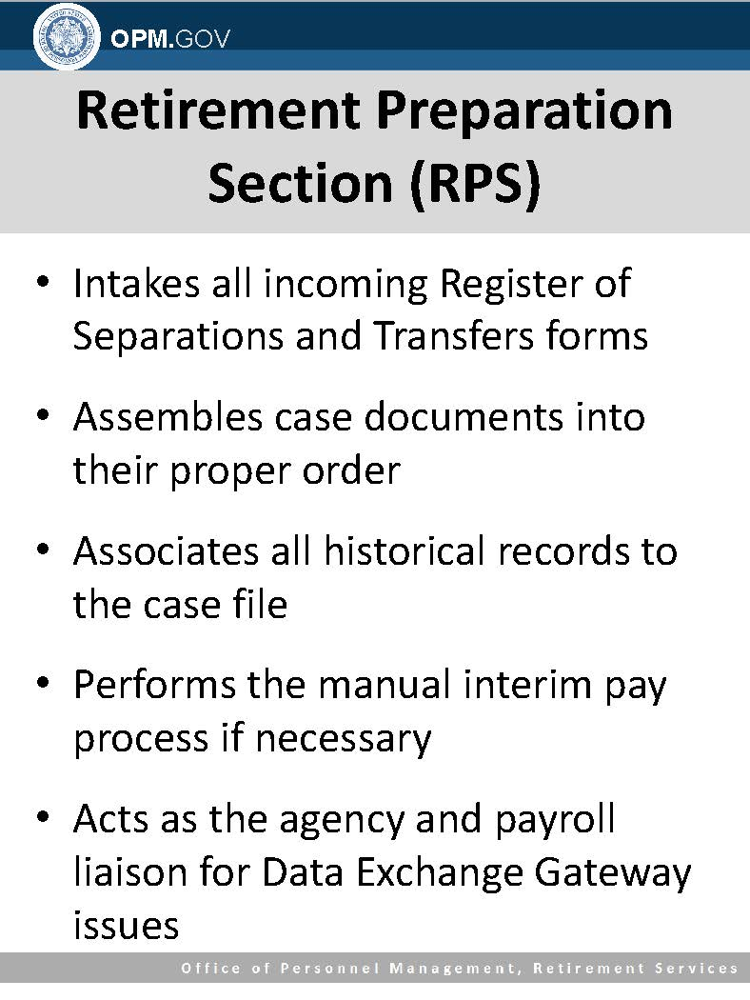 OPM.GOV
Retirement Preparation
Section (RPS)
• Intakes all incoming Register of
Separations and Transfers forms
• Assembles case documents into
their proper order
• Associates all historical records to
the case file
• Performs the manual interim pay
process if necessary
• Acts as the agency and payroll
liaison for Data Exchange Gateway
issues
Office of Personnel Management, Retirement Services